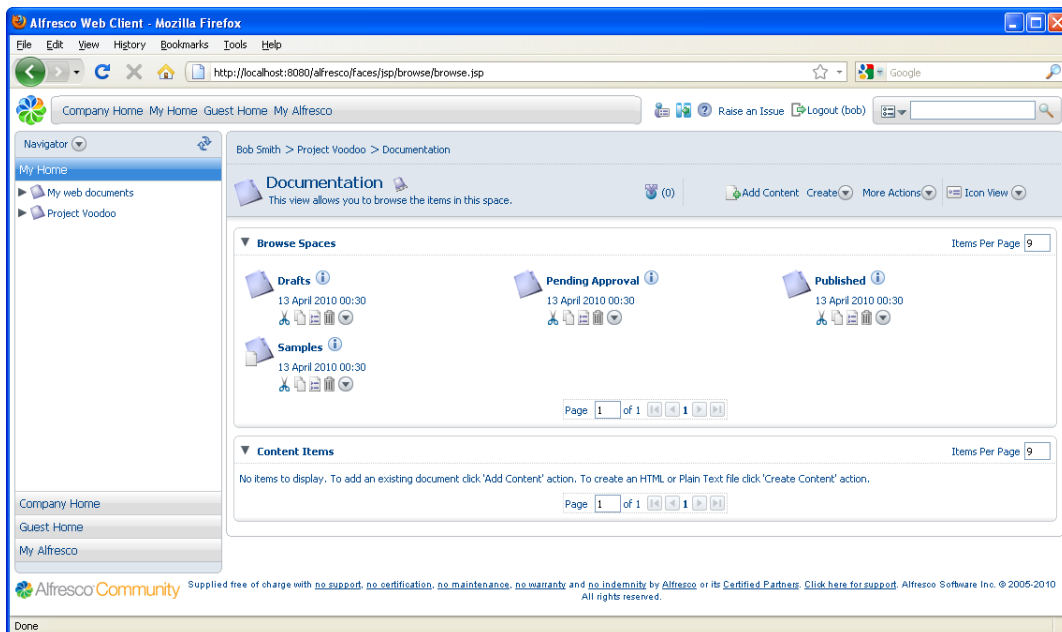 Alfresco Web Client - Mozilla Firefox
File Edit View History Bookmarks Tools Help
http://localhost:8080/alfresco/faces/jsp/browse/browse.jsp
Google
Company Home My Home Guest Home My Alfresco
Raise an Issue Logout (bob)
Navigator
My Home
My web documents
Project Voodoo
Company Home
Guest Home
My Alfresco
Bob Smith > Project Voodoo > Documentation
Documentation
This view allows you to browse the items in this space.
(0)
Add Content Create More Actions Icon View
Browse Spaces Items Per Page 9
Drafts Pending Approval Published
13 April 2010 00:30 13 April 2010 00:30 13 April 2010 00:30
Samples
13 April 2010 00:30
Page 1 of 1 1
Content Items Items Per Page 9
No items to display. To add an existing document click 'Add Content' action. To create an HTML or Plain Text file click 'Create Content' action.
Page 1 of 1 1
Alfresco Community
Supplied free of charge with no support, no certification, no maintenance, no warranty and no indemnity by Alfresco or its Certified Partners. Click here for support. Alfresco Software Inc. © 2005-2010
All rights reserved.
Done